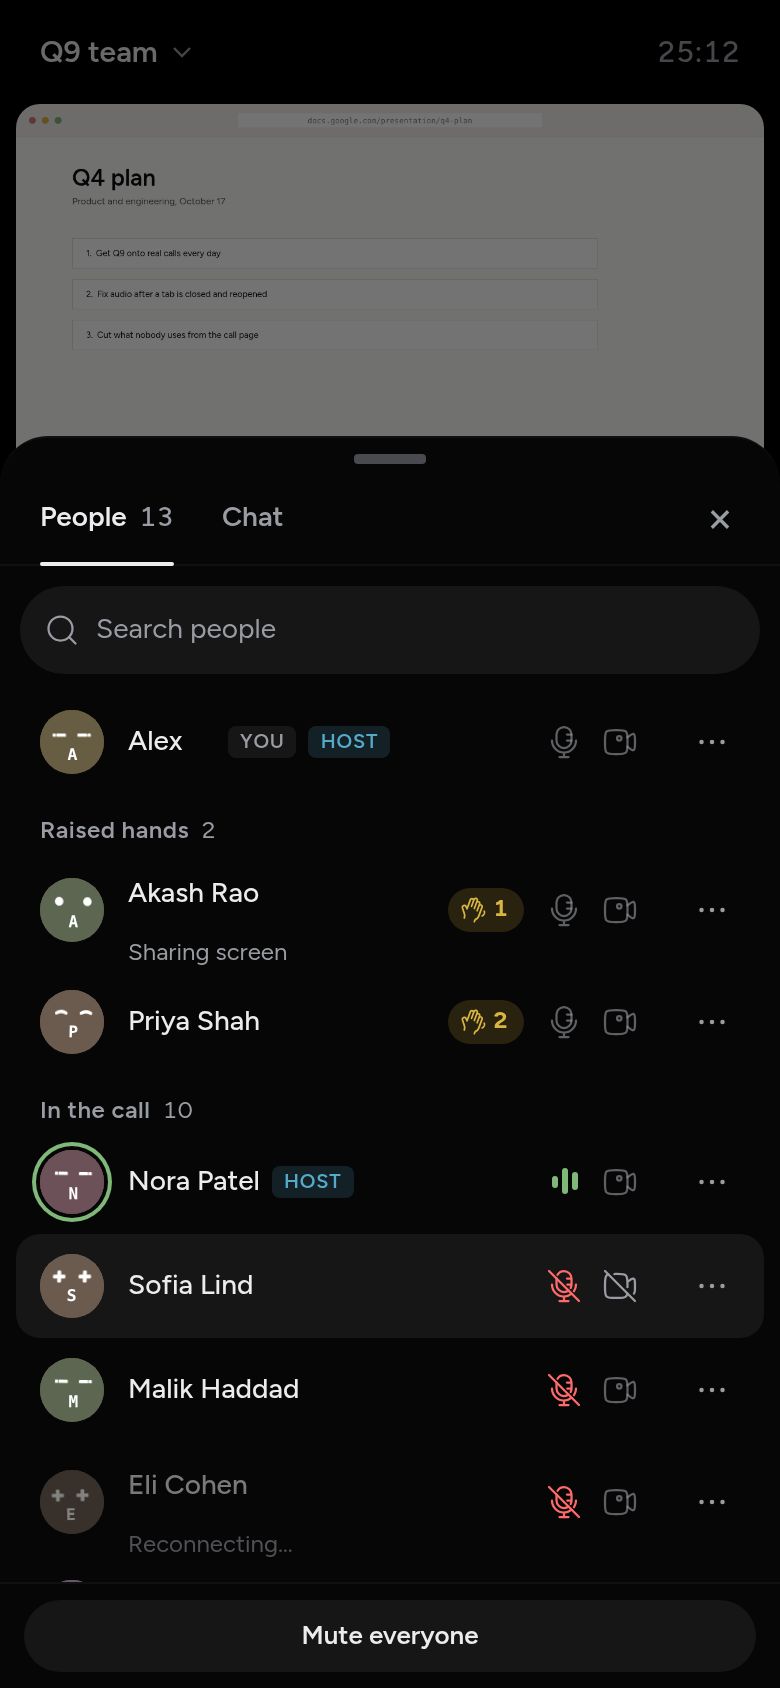 Q9 team 25:12
docs.google.com/presentation/q4-plan
Q4 plan
Product and engineering, October 17
1. Get Q9 onto real calls every day
2. Fix audio after a tab is closed and reopened
3. Cut what nobody uses from the call page
People 13 Chat
Search people
A Alex YOU HOST
Raised hands 2
A Akash Rao 1
Sharing screen
P Priya Shah 2
In the call 10
N Nora Patel HOST
S Sofia Lind
M Malik Haddad
E Eli Cohen
Reconnecting...
Mute everyone